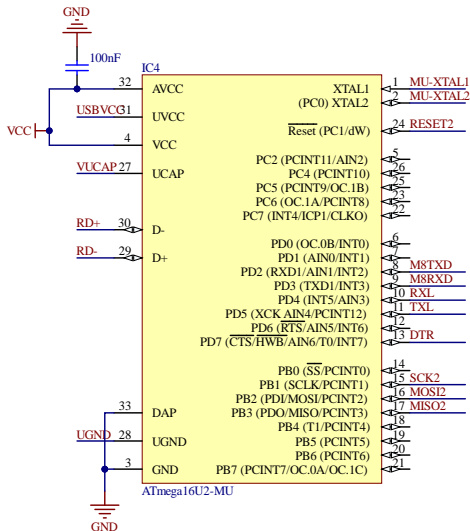 GND
100nF
IC4
32 AVCC
XTAL1 1 MU-XTAL1
(PC0) XTAL2 2 MU-XTAL2
USBVCC 31 UVCC
Reset (PC1/dW) 24 RESET2
VCC
4 VCC
PC2 (PCINT11/AIN2) 5
VUCAP 27 UCAP
PC4 (PCINT10) 26
PC5 (PCINT9/OC.1B) 25
PC6 (OC.1A/PCINT8) 23
PC7 (INT4/ICP1/CLKO) 22
RD+ 30 D-
PD0 (OC.0B/INT0) 6
PD1 (AIN0/INT1) 7
RD- 29 D+
PD2 (RXD1/AIN1/INT2) 8 M8TXD
PD3 (TXD1/INT3) 9 M8RXD
PD4 (INT5/AIN3) 10 RXL
PD5 (XCK AIN4/PCINT12) 11 TXL
PD6 (RTS/AIN5/INT6) 12
PD7 (CTS/HWB/AIN6/T0/INT7) 13 DTR
PB0 (SS/PCINT0) 14
PB1 (SCLK/PCINT1) 15 SCK2
PB2 (PDI/MOSI/PCINT2) 16 MOSI2
33 DAP
PB3 (PDO/MISO/PCINT3) 17 MISO2
PB4 (T1/PCINT4) 18
UGND 28 UGND
PB5 (PCINT5) 19
PB6 (PCINT6) 20
3 GND
PB7 (PCINT7/OC.0A/OC.1C) 21
ATmega16U2-MU
GND